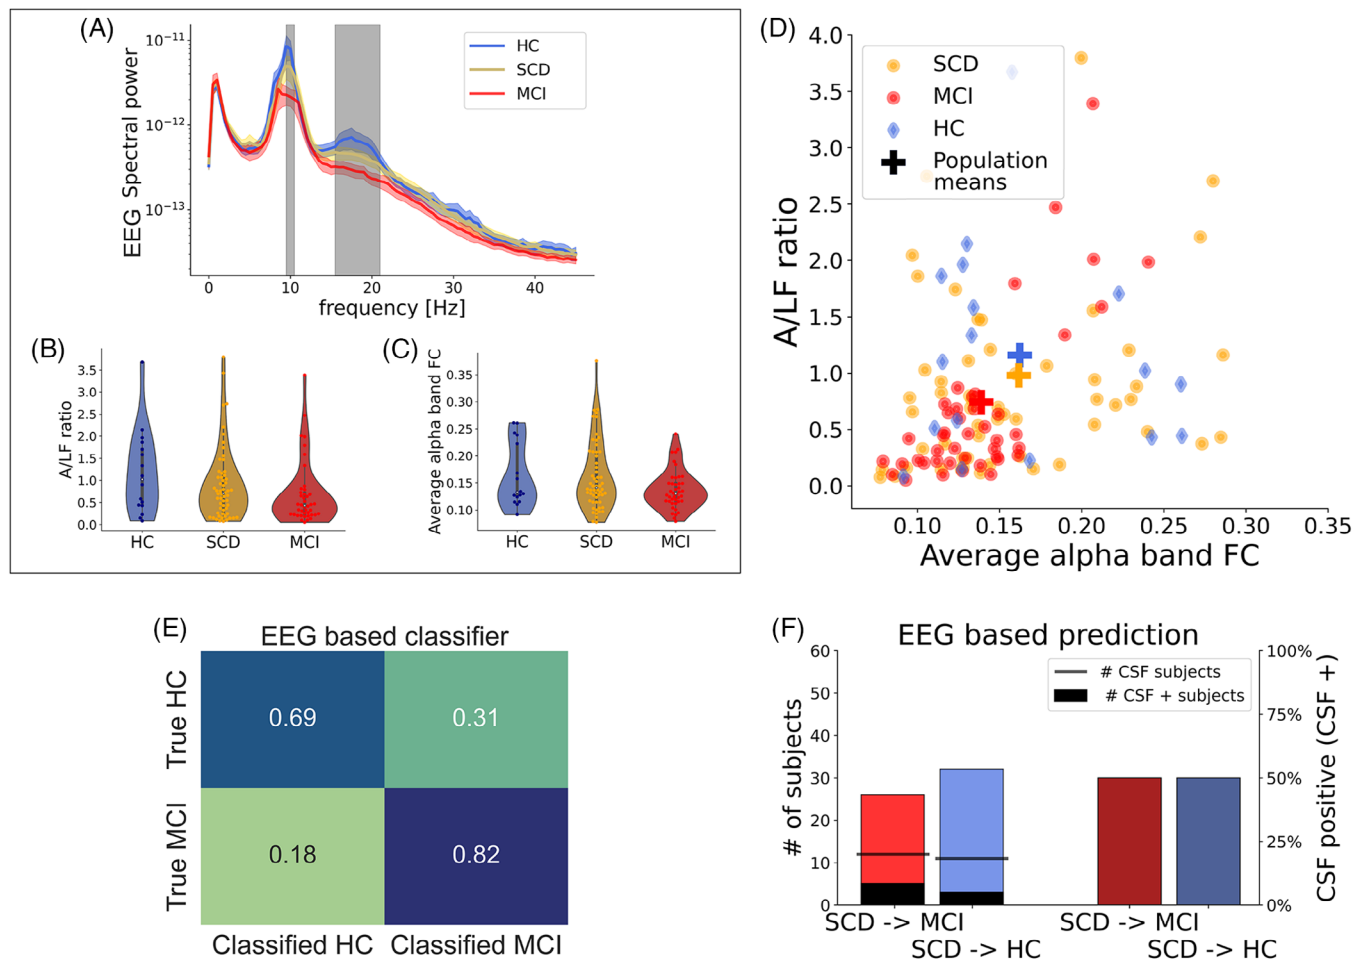 (A)
EEG Spectral power
10⁻¹¹
10⁻¹²
10⁻¹³
HC
SCD
MCI
0
10
20
30
40
frequency [Hz]
(B)
A/LF ratio
3.5
3.0
2.5
2.0
1.5
1.0
0.5
0.0
HC
SCD
MCI
(C)
Average alpha band FC
0.35
0.30
0.25
0.20
0.15
0.10
HC
SCD
MCI
(D)
A/LF ratio
4.0
3.5
3.0
2.5
2.0
1.5
1.0
0.5
0.0
SCD
MCI
HC
Population
means
0.10
0.15
0.20
0.25
0.30
0.35
Average alpha band FC
(E)
EEG based classifier
True HC
0.69
0.31
True MCI
0.18
0.82
Classified HC
Classified MCI
(F)
EEG based prediction
# of subjects
60
50
40
30
20
10
0
# CSF subjects
# CSF + subjects
100%
75%
50%
25%
0%
CSF positive (CSF +)
SCD -> MCI
SCD -> HC
SCD -> MCI
SCD -> HC